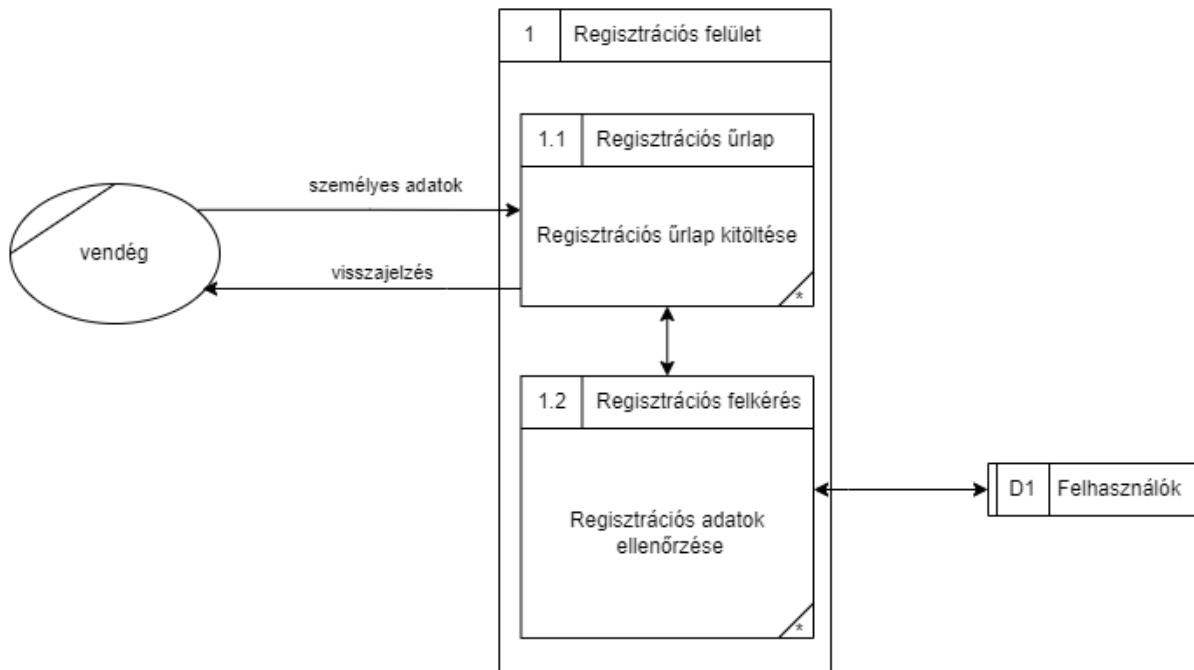 1 Regisztrációs felület
1.1 Regisztrációs űrlap
személyes adatok
Regisztrációs űrlap kitöltése
vendég
visszajelzés
*
1.2 Regisztrációs felkérés
D1 Felhasználók
Regisztrációs adatok
ellenőrzése
*